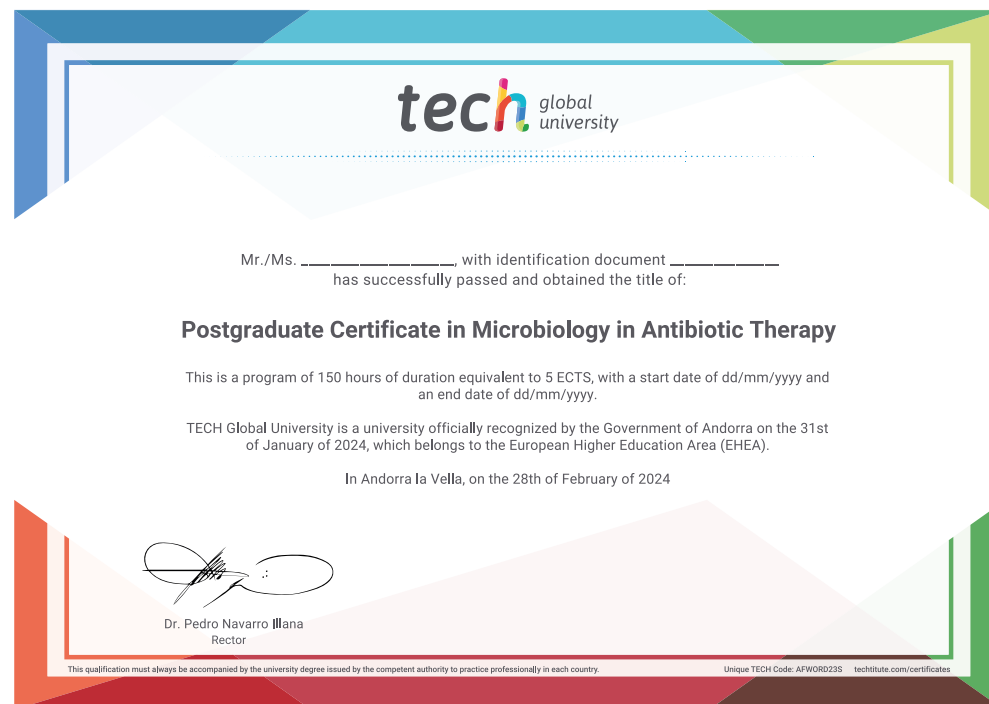 tech global university
Mr./Ms. ____________________, with identification document ______________
has successfully passed and obtained the title of:
Postgraduate Certificate in Microbiology in Antibiotic Therapy
This is a program of 150 hours of duration equivalent to 5 ECTS, with a start date of dd/mm/yyyy and
an end date of dd/mm/yyyy.
TECH Global University is a university officially recognized by the Government of Andorra on the 31st
of January of 2024, which belongs to the European Higher Education Area (EHEA).
In Andorra la Vella, on the 28th of February of 2024
Dr. Pedro Navarro Illana
Rector
This qualification must always be accompanied by the university degree issued by the competent authority to practice professionally in each country.
Unique TECH Code: AFWORD23S techtitute.com/certificates